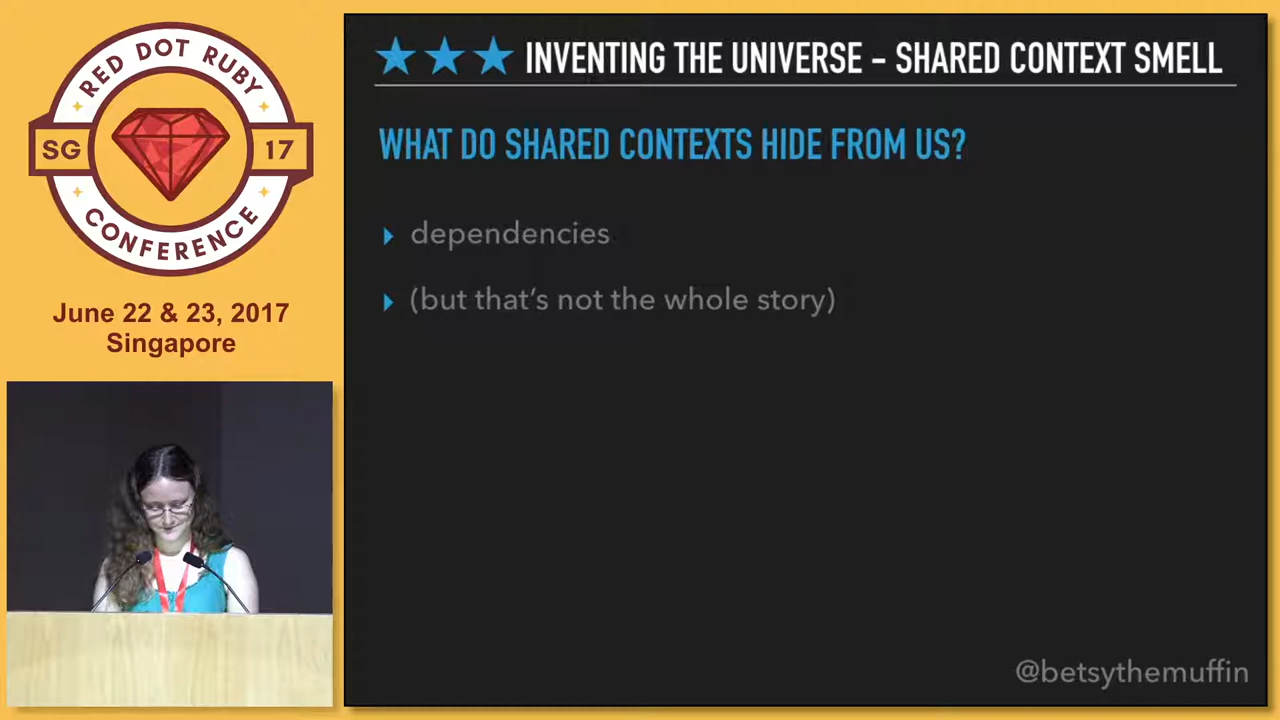 RED DOT RUBY
SG 17
CONFERENCE
June 22 & 23, 2017
Singapore
★★★ INVENTING THE UNIVERSE – SHARED CONTEXT SMELL
WHAT DO SHARED CONTEXTS HIDE FROM US?
dependencies
(but that's not the whole story)
@betsythemuffin